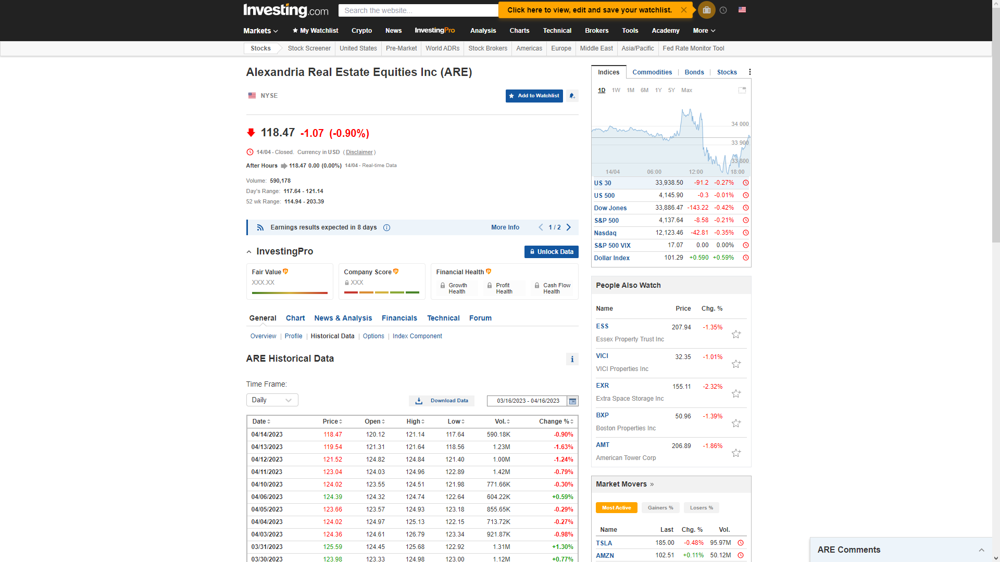 Investing.com
Search the website...
Click here to view, edit and save your watchlist.
Markets
My Watchlist
Crypto
News
InvestingPro
Analysis
Charts
Technical
Brokers
Tools
Academy
More
Stocks
Stock Screener
United States
Pre-Market
World ADRs
Stock Brokers
Americas
Europe
Middle East
Asia/Pacific
Fed Rate Monitor Tool
Alexandria Real Estate Equities Inc (ARE)
NYSE
Add to Watchlist
118.47 -1.07 (-0.90%)
14/04 - Closed. Currency in USD ( Disclaimer )
After Hours 118.47 0.00 (0.00%) 14/04 - Real-time Data
Volume: 590,178
Day's Range: 117.64 - 121.14
52 wk Range: 114.94 - 203.39
Earnings results expected in 8 days
More Info
1 / 2
InvestingPro
Unlock Data
Fair Value
XXX.XX
Company Score
XXX
Financial Health
Growth Health
Profit Health
Cash Flow Health
General
Chart
News & Analysis
Financials
Technical
Forum
Overview
Profile
Historical Data
Options
Index Component
ARE Historical Data
Time Frame:
Daily
Download Data
03/16/2023 - 04/16/2023
Date Price Open High Low Vol. Change %
04/14/2023 118.47 120.12 121.14 117.64 590.18K -0.90%
04/13/2023 119.54 121.31 121.64 118.56 1.23M -1.63%
04/12/2023 121.52 124.82 124.84 121.40 1.00M -1.24%
04/11/2023 123.04 124.03 124.96 122.89 1.42M -0.79%
04/10/2023 124.02 123.55 124.51 121.98 771.66K -0.30%
04/06/2023 124.39 124.32 124.74 122.64 604.22K +0.59%
04/05/2023 123.66 123.57 124.93 123.18 855.65K -0.29%
04/04/2023 124.02 124.97 125.13 122.15 713.72K -0.27%
04/03/2023 124.36 124.61 126.79 123.34 921.87K -0.98%
03/31/2023 125.59 124.45 125.68 122.92 1.31M +1.30%
03/30/2023 123.98 123.33 124.98 123.00 1.12M +0.77%
Indices
Commodities
Bonds
Stocks
1D 1W 1M 6M 1Y 5Y Max
34 000
33 900
33 800
14/04 06:00 12:00 18:00
US 30 33,938.50 -91.2 -0.27%
US 500 4,145.90 -0.3 -0.01%
Dow Jones 33,886.47 -143.22 -0.42%
S&P 500 4,137.64 -8.58 -0.21%
Nasdaq 12,123.46 -42.81 -0.35%
S&P 500 VIX 17.07 0.00 0.00%
Dollar Index 101.29 +0.590 +0.59%
People Also Watch
Name Price Chg. %
ESS 207.94 -1.35%
Essex Property Trust Inc
VICI 32.35 -1.01%
VICI Properties Inc
EXR 155.11 -2.32%
Extra Space Storage Inc
BXP 50.96 -1.39%
Boston Properties Inc
AMT 206.89 -1.86%
American Tower Corp
Market Movers »
Most Active
Gainers %
Losers %
Name Last Chg. % Vol.
TSLA 185.00 -0.48% 95.97M
AMZN 102.51 +0.11% 50.12M
ARE Comments